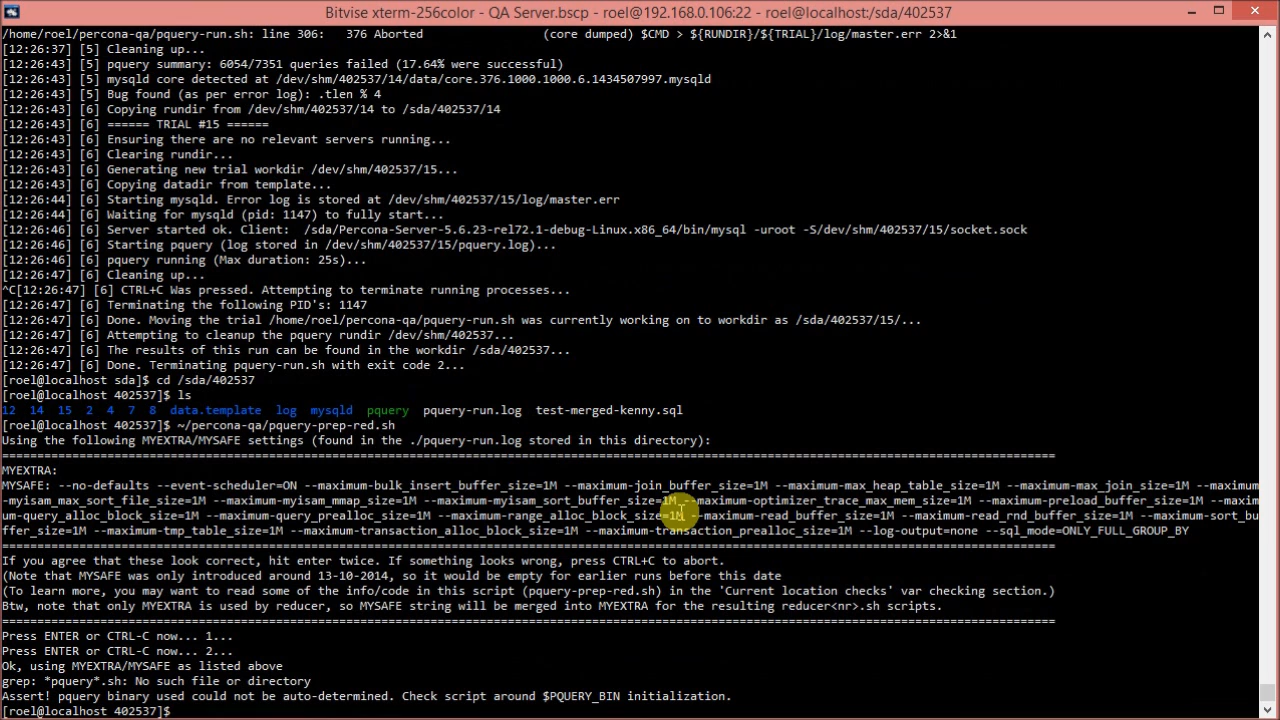 Bitvise xterm-256color - QA Server.bscp - roel@192.168.0.106:22 - roel@localhost:/sda/402537
/home/roel/percona-qa/pquery-run.sh: line 306:   376 Aborted                 (core dumped) $CMD > ${RUNDIR}/${TRIAL}/log/master.err 2>&1
[12:26:37] [5] Cleaning up...
[12:26:43] [5] pquery summary: 6054/7351 queries failed (17.64% were successful)
[12:26:43] [5] mysqld core detected at /dev/shm/402537/14/data/core.376.1000.1000.6.1434507997.mysqld
[12:26:43] [5] Bug found (as per error log): .tlen % 4
[12:26:43] [6] Copying rundir from /dev/shm/402537/14 to /sda/402537/14
[12:26:43] [6] ====== TRIAL #15 ======
[12:26:43] [6] Ensuring there are no relevant servers running...
[12:26:43] [6] Clearing rundir...
[12:26:43] [6] Generating new trial workdir /dev/shm/402537/15...
[12:26:43] [6] Copying datadir from template...
[12:26:44] [6] Starting mysqld. Error log is stored at /dev/shm/402537/15/log/master.err
[12:26:44] [6] Waiting for mysqld (pid: 1147) to fully start...
[12:26:46] [6] Server started ok. Client:  /sda/Percona-Server-5.6.23-rel72.1-debug-Linux.x86_64/bin/mysql -uroot -S/dev/shm/402537/15/socket.sock
[12:26:46] [6] Starting pquery (log stored in /dev/shm/402537/15/pquery.log)...
[12:26:46] [6] pquery running (Max duration: 25s)...
[12:26:47] [6] Cleaning up...
^C[12:26:47] [6] CTRL+C Was pressed. Attempting to terminate running processes...
[12:26:47] [6] Terminating the following PID's: 1147
[12:26:47] [6] Done. Moving the trial /home/roel/percona-qa/pquery-run.sh was currently working on to workdir as /sda/402537/15/...
[12:26:47] [6] Attempting to cleanup the pquery rundir /dev/shm/402537...
[12:26:47] [6] The results of this run can be found in the workdir /sda/402537...
[12:26:47] [6] Done. Terminating pquery-run.sh with exit code 2...
[roel@localhost sda]$ cd /sda/402537
[roel@localhost 402537]$ ls
12  14  15  2  4  7  8  data.template  log  mysqld  pquery  pquery-run.log  test-merged-kenny.sql
[roel@localhost 402537]$ ~/percona-qa/pquery-prep-red.sh
Using the following MYEXTRA/MYSAFE settings (found in the ./pquery-run.log stored in this directory):
========================================================================================================================
MYEXTRA:
MYSAFE: --no-defaults --event-scheduler=ON --maximum-bulk_insert_buffer_size=1M --maximum-join_buffer_size=1M --maximum-max_heap_table_size=1M --maximum-max_join_size=1M --maximum
-myisam_max_sort_file_size=1M --maximum-myisam_mmap_size=1M --maximum-myisam_sort_buffer_size=1M --maximum-optimizer_trace_max_mem_size=1M --maximum-preload_buffer_size=1M --maxim
um-query_alloc_block_size=1M --maximum-query_prealloc_size=1M --maximum-range_alloc_block_size=1M --maximum-read_buffer_size=1M --maximum-read_rnd_buffer_size=1M --maximum-sort_bu
ffer_size=1M --maximum-tmp_table_size=1M --maximum-transaction_alloc_block_size=1M --maximum-transaction_prealloc_size=1M --log-output=none --sql_mode=ONLY_FULL_GROUP_BY
========================================================================================================================
If you agree that these look correct, hit enter twice. If something looks wrong, press CTRL+C to abort.
(Note that MYSAFE was only introduced around 13-10-2014, so it would be empty for earlier runs before this date
(To learn more, you may want to read some of the info/code in this script (pquery-prep-red.sh) in the 'Current location checks' var checking section.)
Btw, note that only MYEXTRA is used by reducer, so MYSAFE string will be merged into MYEXTRA for the resulting reducer<nr>.sh scripts.
========================================================================================================================
Press ENTER or CTRL-C now... 1...
Press ENTER or CTRL-C now... 2...
Ok, using MYEXTRA/MYSAFE as listed above
grep: *pquery*.sh: No such file or directory
Assert! pquery binary used could not be auto-determined. Check script around $PQUERY_BIN initialization.
[roel@localhost 402537]$